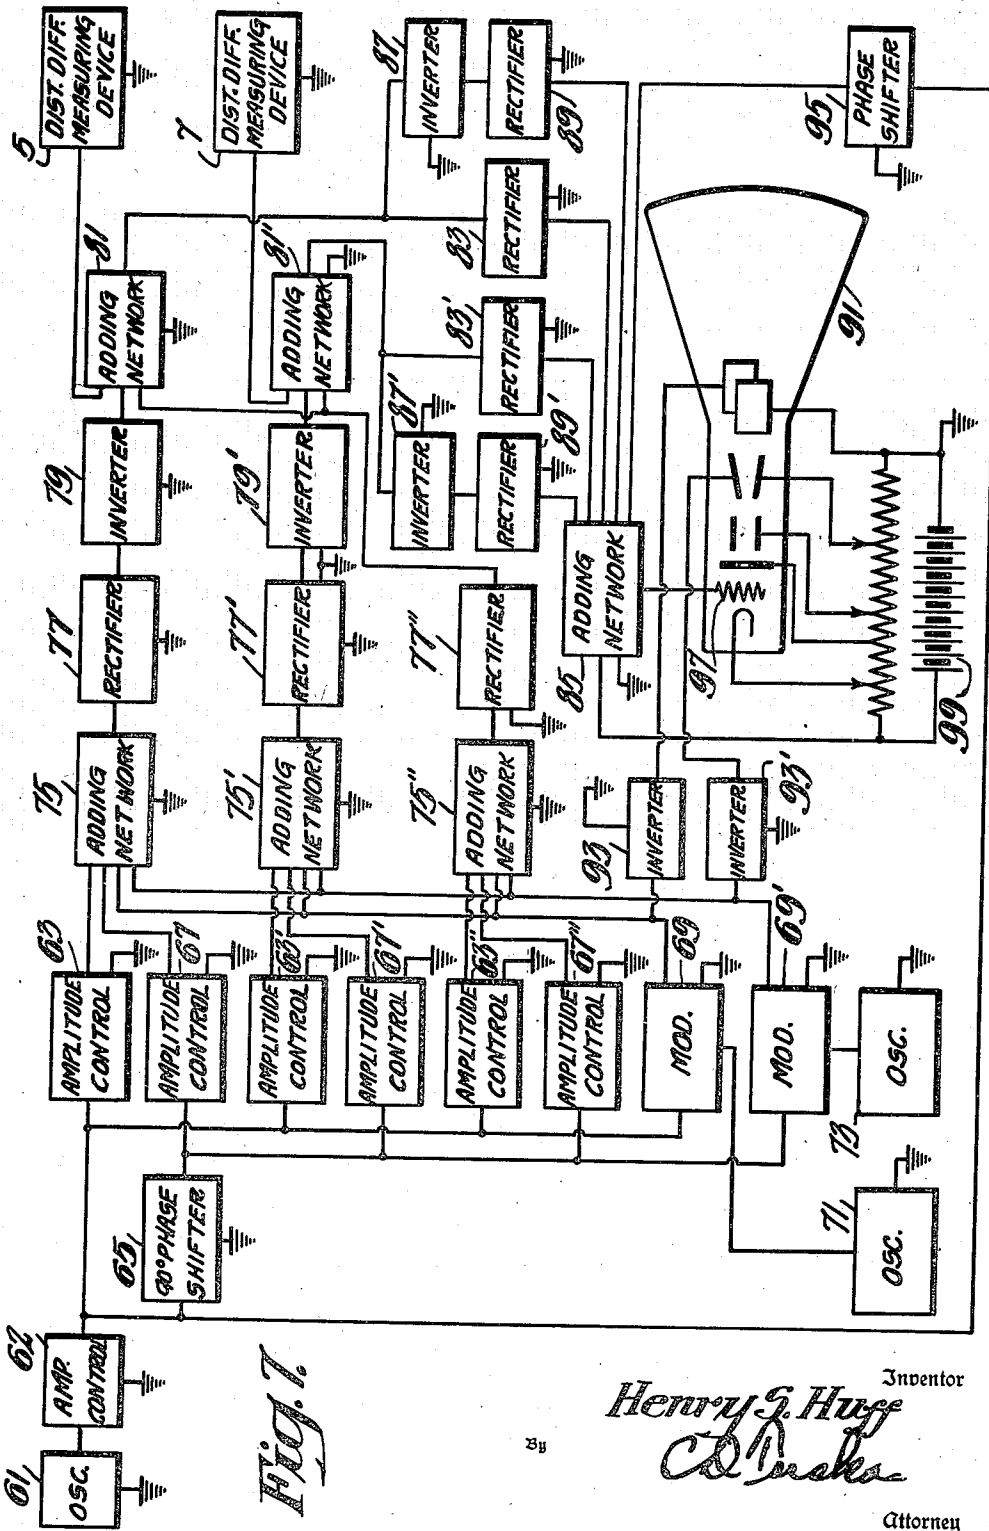 61
OSC.
62
AMP.
CONTROL
65
90° PHASE
SHIFTER
63
AMPLITUDE
CONTROL
67
AMPLITUDE
CONTROL
63'
AMPLITUDE
CONTROL
67'
AMPLITUDE
CONTROL
63"
AMPLITUDE
CONTROL
67"
AMPLITUDE
CONTROL
69
MOD.
69'
MOD.
71
OSC.
73
OSC.
75
ADDING
NETWORK
75'
ADDING
NETWORK
75"
ADDING
NETWORK
77
RECTIFIER
77'
RECTIFIER
77"
RECTIFIER
79
INVERTER
79'
INVERTER
81
ADDING
NETWORK
81'
ADDING
NETWORK
5
DIST. DIFF.
MEASURING
DEVICE
7
DIST. DIFF.
MEASURING
DEVICE
87
INVERTER
89
RECTIFIER
83
RECTIFIER
83'
RECTIFIER
87'
INVERTER
89'
RECTIFIER
85
ADDING
NETWORK
93
INVERTER
93'
INVERTER
95
PHASE
SHIFTER
91
97
99
Fig. 7.
Inventor
Henry S. Huff
By
Attorney